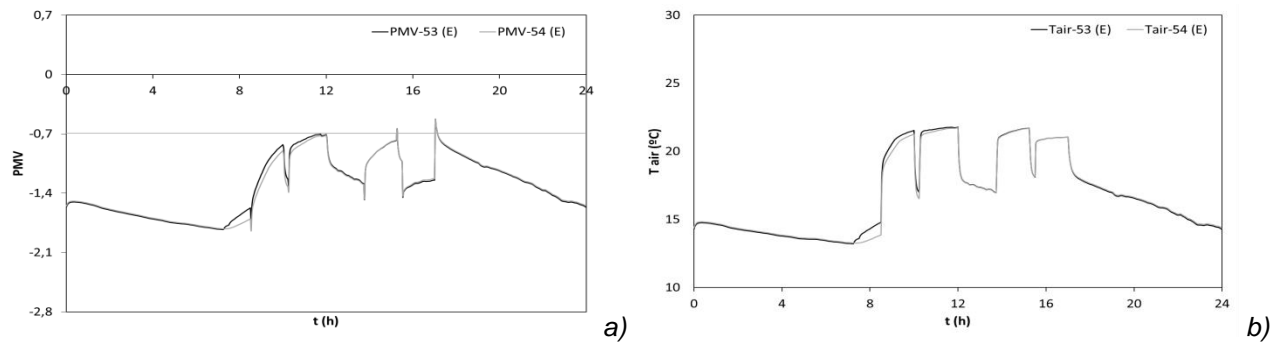 0,7
PMV-53 (E) PMV-54 (E)
0
0 4 8 12 16 20 24
-0,7
-1,4
-2,1
-2,8
PMV
t (h)
a)
30
Tair-53 (E) Tair-54 (E)
25
20
15
10
0 4 8 12 16 20 24
Tair (ºC)
t (h)
b)